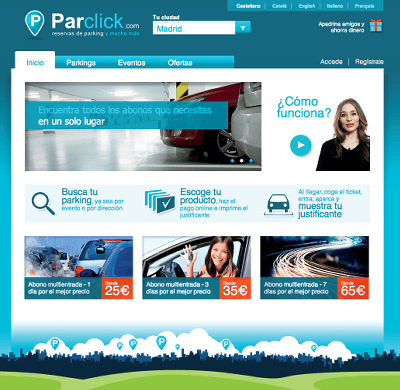 Castellano | Català | English | Italiano | Français
Parclick.com
reservas de parking y mucho más
Tu ciudad
Madrid
Apadrina amigos y
ahorra dinero
Inicio
Parkings
Eventos
Ofertas
Accede | Regístrate
Encuentra todos los abonos que necesitas
en un solo lugar
¿Cómo
funciona?
Busca tu
parking, ya sea por
evento o por dirección
Escoge tu
producto, haz el
pago online e imprime el
justificante
Al llegar, coge el ticket,
entra, aparca y
muestra tu
justificante
Abono multientrada - 1
día por el mejor precio
Desde
25€
Abono multientrada - 3
días por el mejor precio
Desde
35€
Abono multientrada - 7
días por el mejor precio
Desde
65€
P
P
P
P